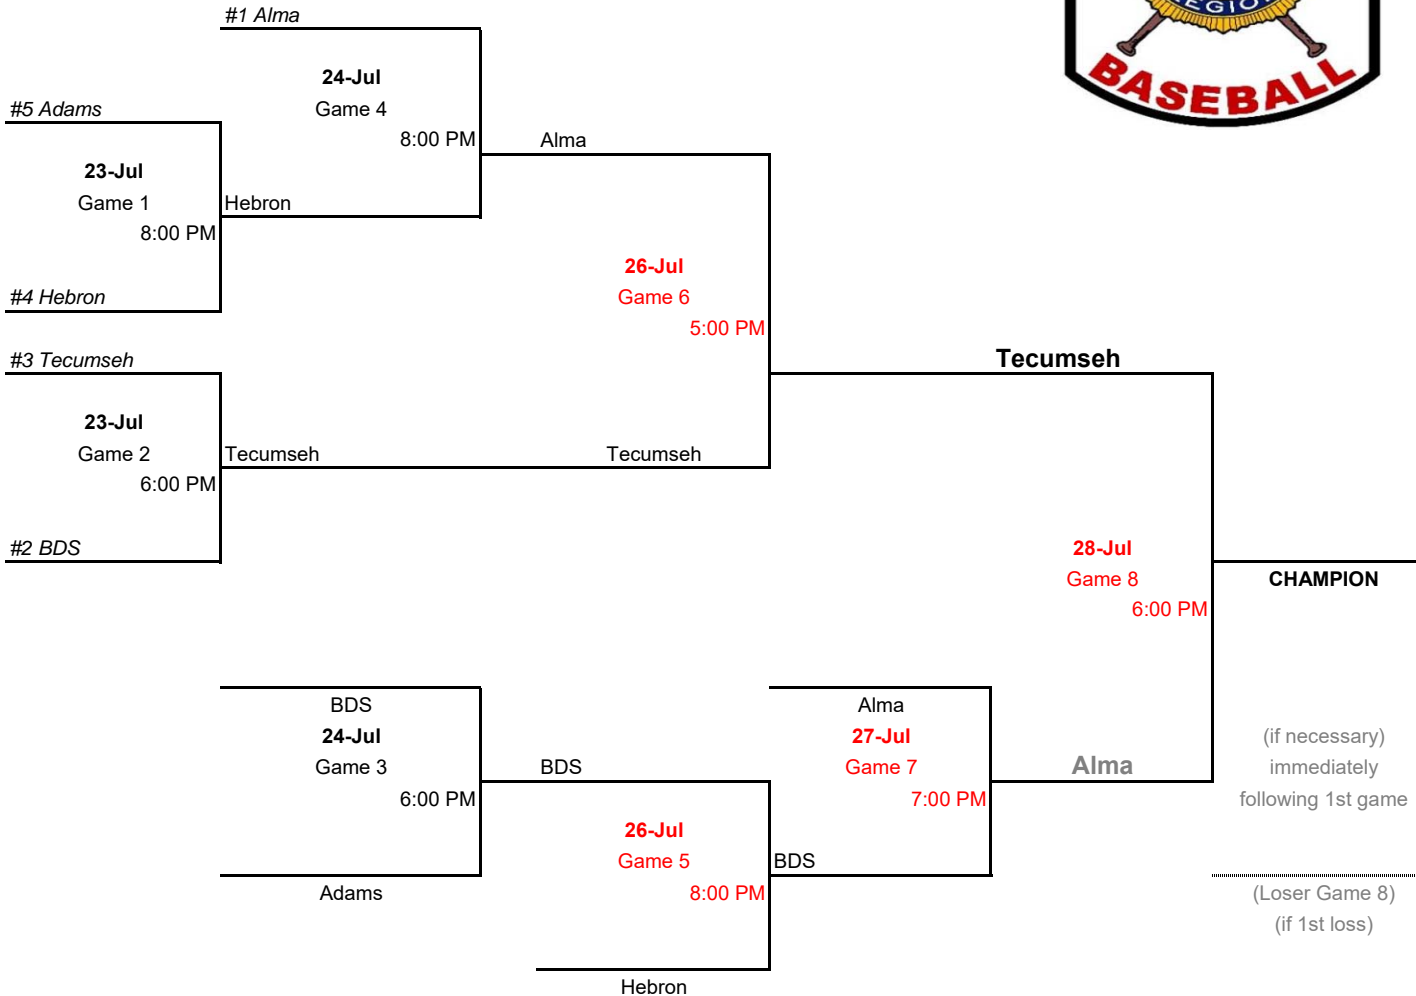 #1 Alma
EGIO
BASEBALL
24-Jul
Game 4
8:00 PM
#5 Adams
Alma
23-Jul
Game 1
8:00 PM
Hebron
26-Jul
Game 6
5:00 PM
#4 Hebron
#3 Tecumseh
Tecumseh
23-Jul
Game 2
6:00 PM
Tecumseh
Tecumseh
#2 BDS
28-Jul
Game 8
6:00 PM
CHAMPION
BDS
24-Jul
Game 3
6:00 PM
Adams
BDS
26-Jul
Game 5
8:00 PM
Hebron
Alma
27-Jul
Game 7
7:00 PM
BDS
Alma
(if necessary)
immediately
following 1st game
(Loser Game 8)
(if 1st loss)